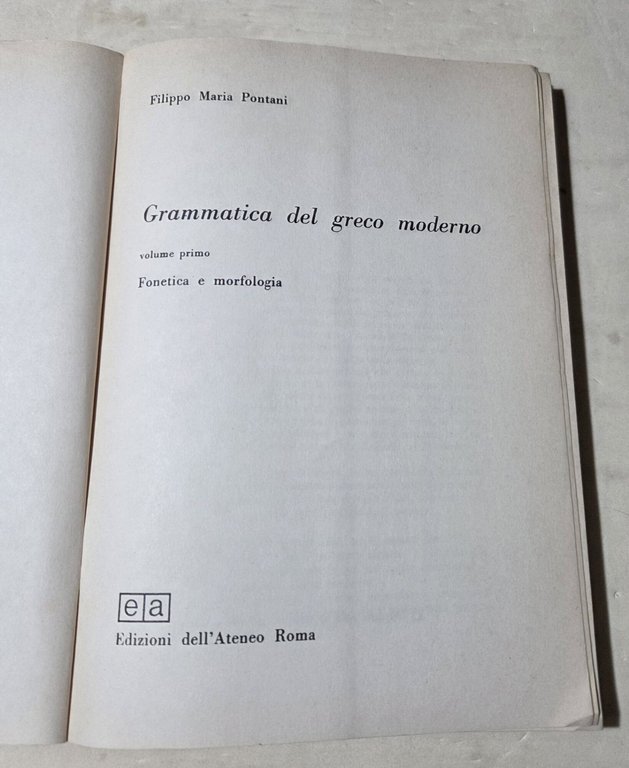 Filippo Maria Pontani
Grammatica del greco moderno
volume primo
Fonetica e morfologia
ea
Edizioni dell'Ateneo Roma